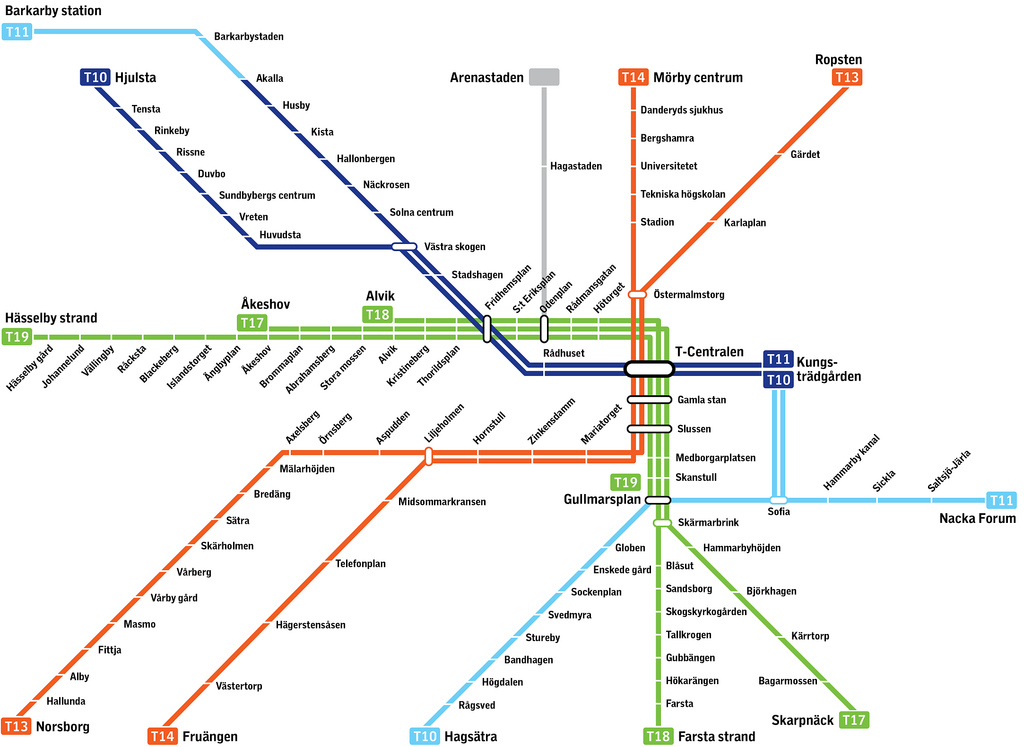 Barkarby station
T11
Barkarbystaden
Akalla
Husby
Kista
Hallonbergen
Näckrosen
Solna centrum
Västra skogen
Stadshagen
T10 Hjulsta
Tensta
Rinkeby
Rissne
Duvbo
Sundbybergs centrum
Vreten
Huvudsta
Arenastaden
Hagastaden
T14 Mörby centrum
Danderyds sjukhus
Bergshamra
Universitetet
Tekniska högskolan
Stadion
Ropsten
T13
Gärdet
Karlaplan
Östermalmstorg
Fridhemsplan
S:t Eriksplan
Odenplan
Rådmansgatan
Hötorget
Hässelby strand
T19
Åkeshov
T17
Alvik
T18
Hässelby gård
Johannelund
Vällingby
Råcksta
Blackeberg
Islandstorget
Ängbyplan
Åkeshov
Brommaplan
Abrahamsberg
Stora mossen
Alvik
Kristineberg
Thorildsplan
Rådhuset
T-Centralen
T11
T10
Kungs-
trädgården
Gamla stan
Slussen
Medborgarplatsen
Skanstull
T19
Gullmarsplan
Skärmarbrink
Axelsberg
Örnsberg
Aspudden
Liljeholmen
Hornstull
Zinkensdamm
Mariatorget
Mälarhöjden
Bredäng
Sätra
Skärholmen
Vårberg
Vårby gård
Masmo
Fittja
Alby
Hallunda
T13 Norsborg
Midsommarkransen
Telefonplan
Hägerstensåsen
Västertorp
T14 Fruängen
Globen
Enskede gård
Sockenplan
Svedmyra
Stureby
Bandhagen
Högdalen
Rågsved
T10 Hagsätra
Blåsut
Sandsborg
Skogskyrkogården
Tallkrogen
Gubbängen
Hökarängen
Farsta
T18 Farsta strand
Hammarbyhöjden
Björkhagen
Kärrtorp
Bagarmossen
Skarpnäck T17
Sofia
Hammarby kanal
Sickla
Saltsjö-Järla
T11
Nacka Forum